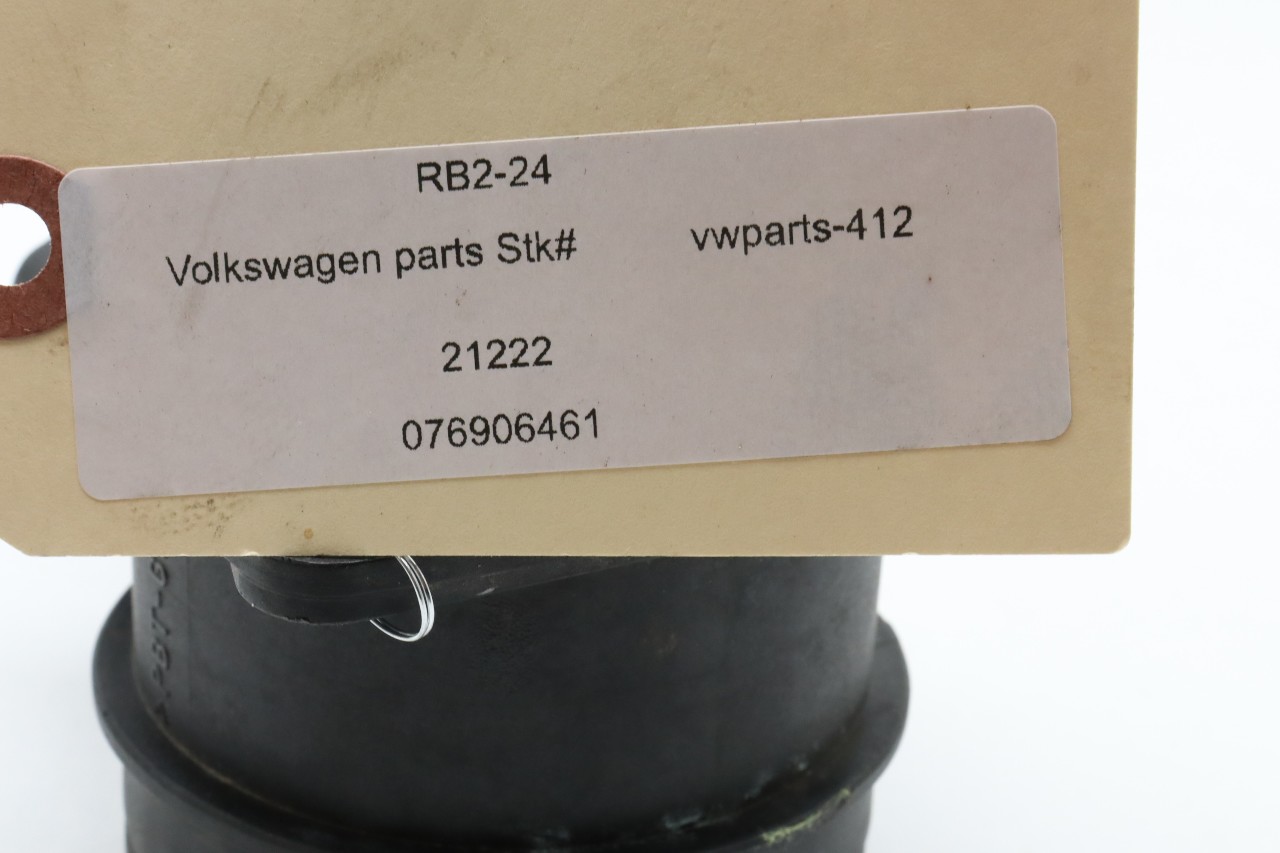 RB2-24
Volkswagen parts Stk# vwparts-412
21222
076906461